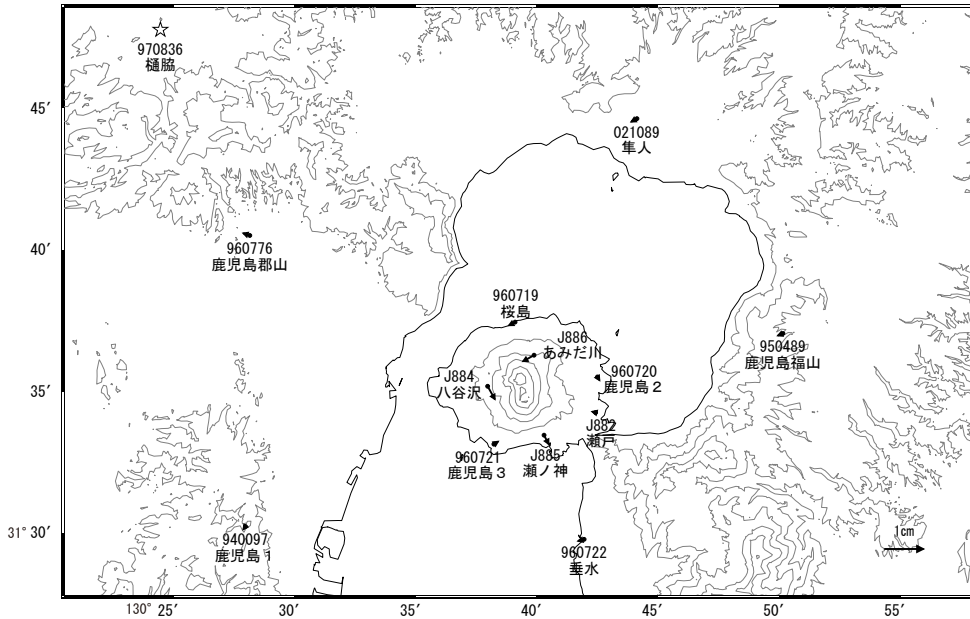 970836
樋脇
45′
021089
隼人
40′
960776
鹿児島郡山
960719
桜島
J886
あみだ川
950489
鹿児島福山
960720
鹿児島２
J884
八谷沢
35′
J882
瀬戸
960721
鹿児島３
J885
瀬ノ神
31° 30′
940097
鹿児島１
960722
垂水
1cm
130° 25′
30′
35′
40′
45′
50′
55′